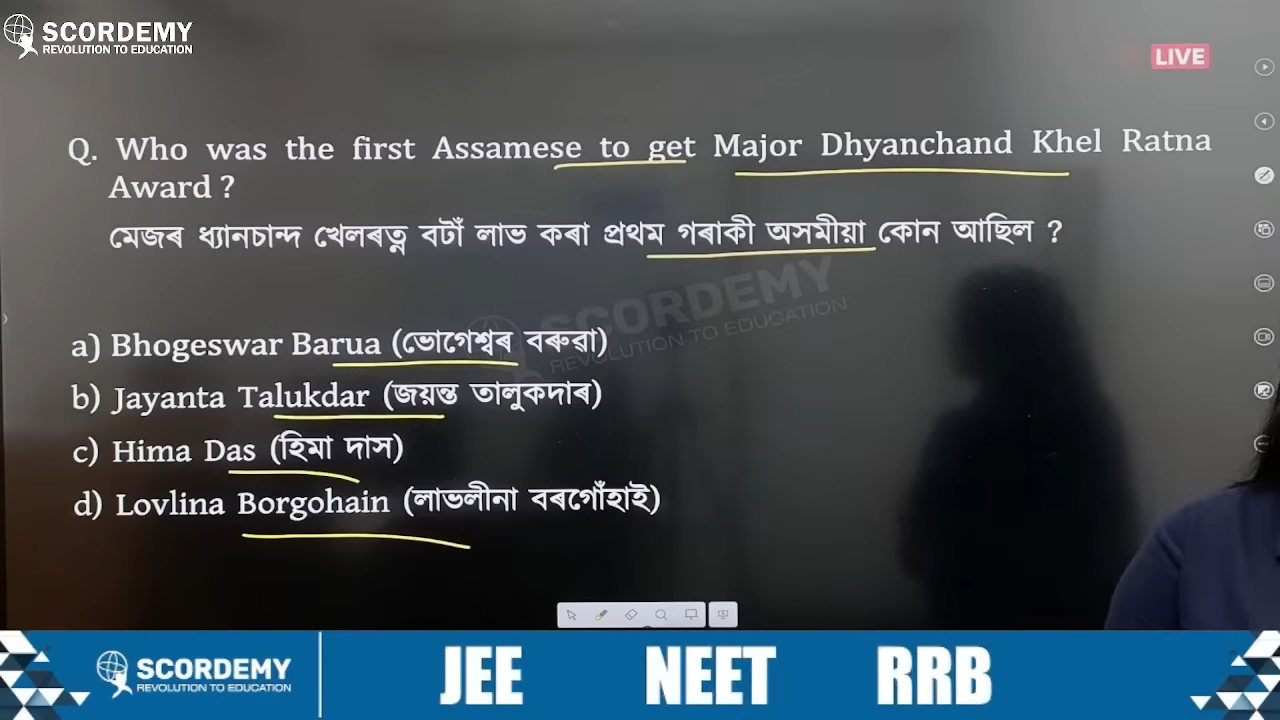 SCORDEMY
REVOLUTION TO EDUCATION
LIVE
Q. Who was the first Assamese to get Major Dhyanchand Khel Ratna
Award ?
মেজৰ ধ্যানচান্দ খেলৰত্ন বটাঁ লাভ কৰা প্ৰথম গৰাকী অসমীয়া কোন আছিল ?
SCORDEMY
REVOLUTION TO EDUCATION
a) Bhogeswar Barua (ভোগেশ্বৰ বৰুৱা)
b) Jayanta Talukdar (জয়ন্ত তালুকদাৰ)
c) Hima Das (হিমা দাস)
d) Lovlina Borgohain (লাভলীনা বৰগোঁহাই)
SCORDEMY
REVOLUTION TO EDUCATION
JEE NEET RRB